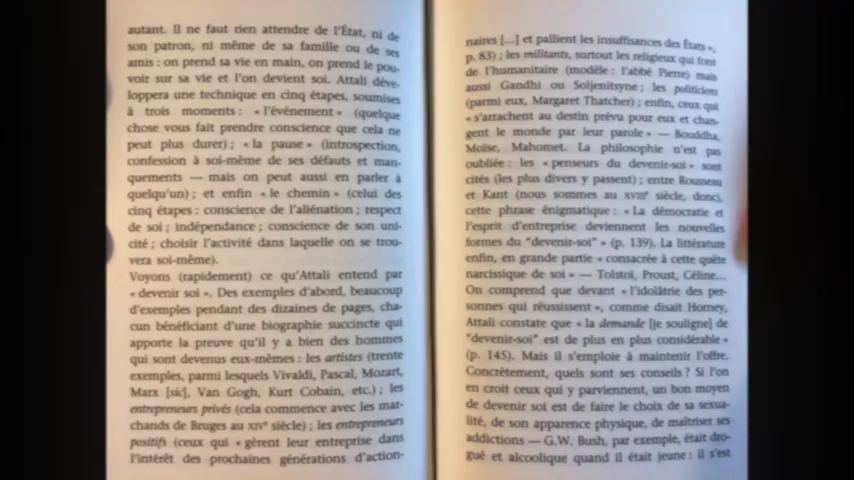 autant. Il ne faut rien attendre de l'État, ni de
son patron, ni même de sa famille ou de ses
amis : on prend sa vie en main, on prend le pou-
voir sur sa vie et l'on devient soi. Attali déve-
loppera une technique en cinq étapes, soumises
à trois moments : « l'événement » (quelque
chose vous fait prendre conscience que cela ne
peut plus durer) ; « la pause » (introspection,
confession à soi-même de ses défauts et man-
quements — mais on peut aussi en parler à
quelqu'un) ; et enfin « le chemin » (celui des
cinq étapes : conscience de l'aliénation ; respect
de soi ; indépendance ; conscience de son uni-
cité ; choisir l'activité dans laquelle on se trou-
vera soi-même).
Voyons (rapidement) ce qu'Attali entend par
« devenir soi ». Des exemples d'abord, beaucoup
d'exemples pendant des dizaines de pages, cha-
cun bénéficiant d'une biographie succincte qui
apporte la preuve qu'il y a bien des hommes
qui sont devenus eux-mêmes : les artistes (trente
exemples, parmi lesquels Vivaldi, Pascal, Mozart,
Marx [sic], Van Gogh, Kurt Cobain, etc.) ; les
entrepreneurs privés (cela commence avec les mar-
chands de Bruges au XIVe siècle) ; les entrepreneurs
positifs (ceux qui « gèrent leur entreprise dans
l'intérêt des prochaines générations d'action-
naires [...] et pallient les insuffisances des États »,
p. 83) ; les militants, surtout les religieux qui font
de l'humanitaire (modèle : l'abbé Pierre) mais
aussi Gandhi ou Soljenitsyne ; les politiciens
(parmi eux, Margaret Thatcher) ; enfin, ceux qui
« s'arrachent au destin prévu pour eux et chan-
gent le monde par leur parole » — Bouddha,
Moïse, Mahomet. La philosophie n'est pas
oubliée : les « penseurs du devenir-soi » sont
cités (les plus divers y passent) ; entre Rousseau
et Kant (nous sommes au XVIIIe siècle, donc),
cette phrase énigmatique : « La démocratie et
l'esprit d'entreprise deviennent les nouvelles
formes du "devenir-soi" » (p. 139). La littérature
enfin, en grande partie « consacrée à cette quête
narcissique de soi » — Tolstoï, Proust, Céline...
On comprend que devant « l'idolâtrie des per-
sonnes qui réussissent », comme disait Horney,
Attali constate que « la demande [je souligne] de
"devenir-soi" est de plus en plus considérable »
(p. 145). Mais il s'emploie à maintenir l'offre.
Concrètement, quels sont ses conseils ? Si l'on
en croit ceux qui y parviennent, un bon moyen
de devenir soi est de faire le choix de sa sexua-
lité, de son apparence physique, de maîtriser ses
addictions — G.W. Bush, par exemple, était dro-
gué et alcoolique quand il était jeune : il s'est